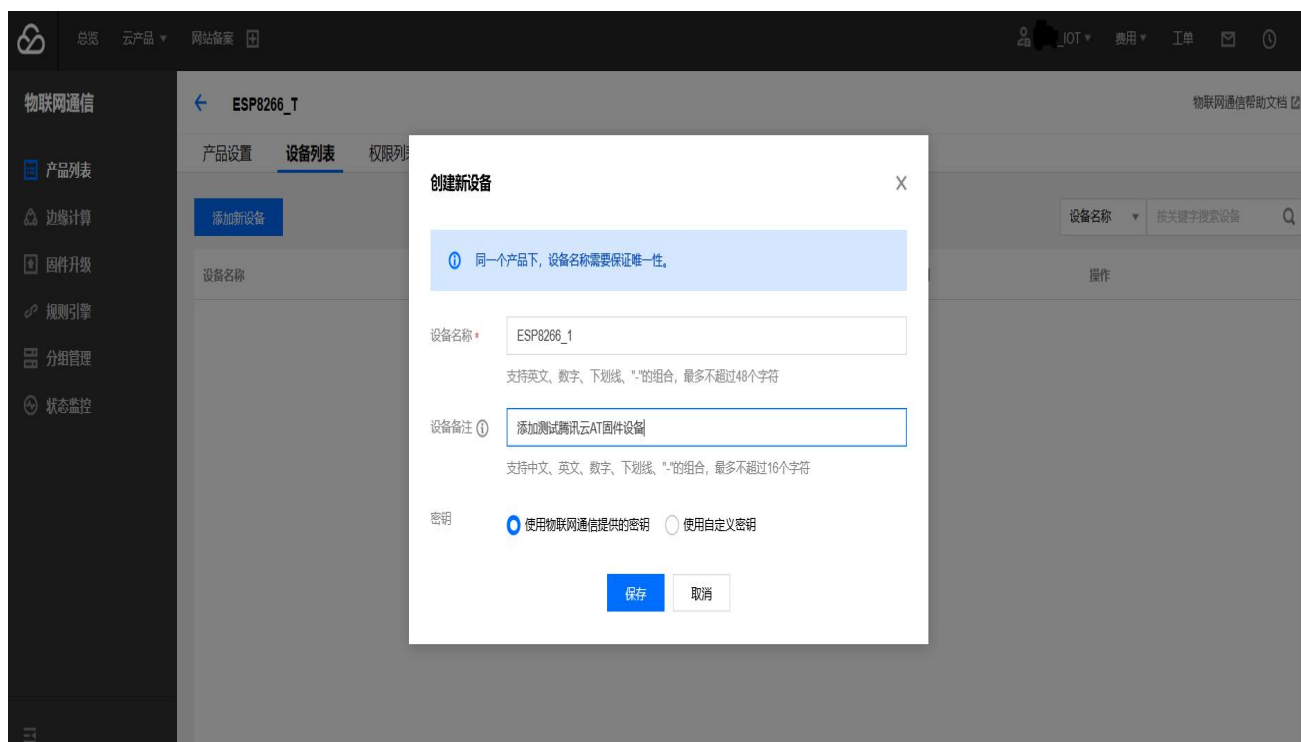 总览 云产品 网站备案 _IOT 费用 工单
物联网通信
ESP8266_T 物联网通信帮助文档
产品设置 设备列表 权限列
产品列表
边缘计算
固件升级
规则引擎
分组管理
状态监控
添加新设备 设备名称 按关键字搜索设备
设备名称 操作
创建新设备 X
同一个产品下，设备名称需要保证唯一性。
设备名称* ESP8266_1
支持英文、数字、下划线、"-"的组合，最多不超过48个字符
设备备注 添加测试腾讯云AT固件设备
支持中文、英文、数字、下划线、"-"的组合，最多不超过16个字符
密钥 使用物联网通信提供的密钥 使用自定义密钥
保存 取消